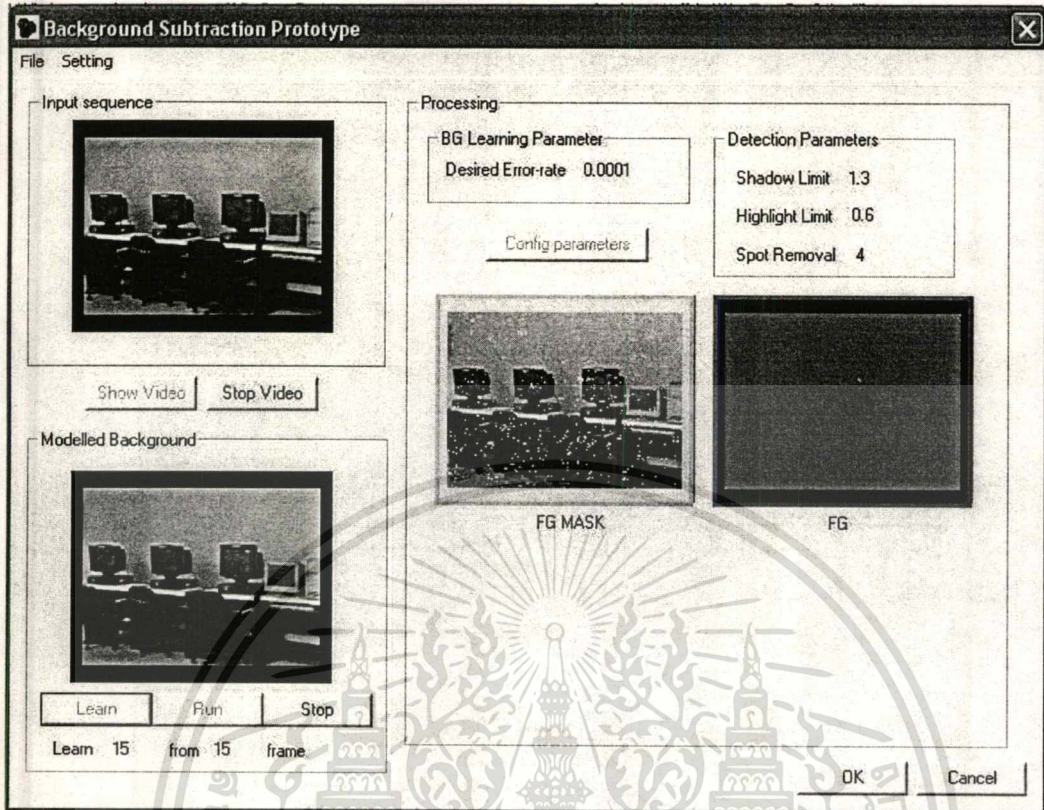 Background Subtraction Prototype
File Setting
Input sequence
Show Video Stop Video
Modelled Background
Learn Run Stop
Learn 15 from 15 frame
Processing
BG Learning Parameter
Desired Error-rate 0.0001
Config parameters
Detection Parameters
Shadow Limit 1.3
Highlight Limit 0.6
Spot Removal 4
FG MASK
FG
OK Cancel